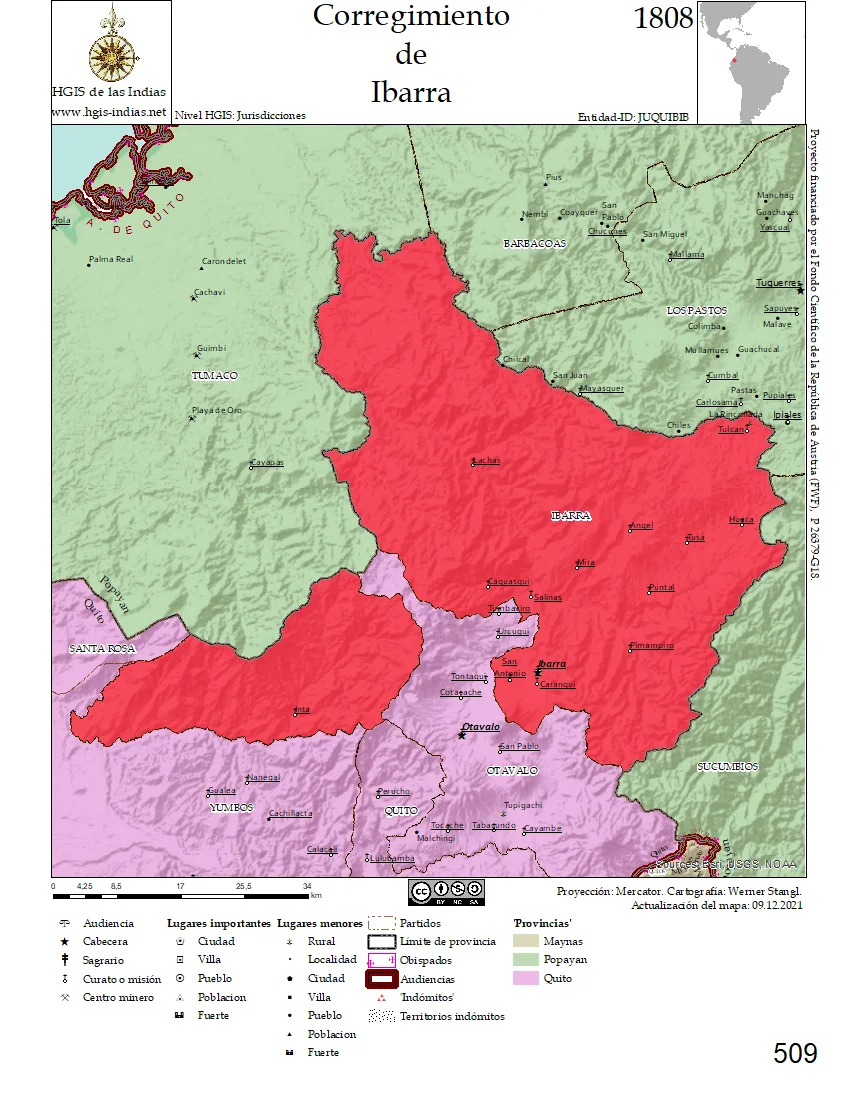 Corregimiento
de
Ibarra
1808
HGIS de las Indias
www.hgis-indias.net
Nivel HGIS: Jurisdicciones
Entidad-ID: JUQUIBIB
Proyecto financiado por el Fondo Científico de la República de Austria (FWF), P 26379-G18.
A. DE QUITO
Tola
Palma Real
Carondelet
Cachavi
Guimbi
TUMACO
Playa de Oro
Cayapas
Pius
Nembi
Coayquer
San
Pablo
Chucunes
BARBACOAS
San Miguel
Mallama
Manchag
Guachaves
Yascual
Tuquerres
LOS PASTOS
Sapuyes
Colimba
Malave
Mullamues
Guachucal
Chilcal
San Juan
Mayasquer
Cumbal
Pastas
Pupiales
Carlosama
La Rinconada
Ipiales
Chiles
Tulcan
Lachas
IBARRA
Angel
Huaca
Tusa
Mira
Caguasqui
Salinas
Puntal
Tumbabiro
Urcuqui
Pimampiro
Popayan
Quito
SANTA ROSA
San
Antonio
Ibarra
Caranqui
Tontaqui
Cotacache
Inta
Otavalo
San Pablo
OTAVALO
SUCUMBIOS
Nanegal
Gualea
YUMBOS
Cachillacta
Perucho
QUITO
Tupigachi
Tocache
Tabacundo
Cayambe
Malchingi
Calacali
Lulubamba
Quito
Sources: Esri, USGS, NOAA
0 4,25 8,5 17 25,5 34
km
CC BY NC SA
Proyección: Mercator. Cartografía: Werner Stangl.
Actualización del mapa: 09.12.2021
Audiencia
Cabecera
Sagrario
Curato o misión
Centro minero
Lugares importantes
Ciudad
Villa
Pueblo
Poblacion
Fuerte
Lugares menores
Rural
Localidad
Ciudad
Villa
Pueblo
Poblacion
Fuerte
Partidos
Límite de provincia
Obispados
Audiencias
'Indómitos'
Territorios indómitos
'Provincias'
Maynas
Popayan
Quito
509